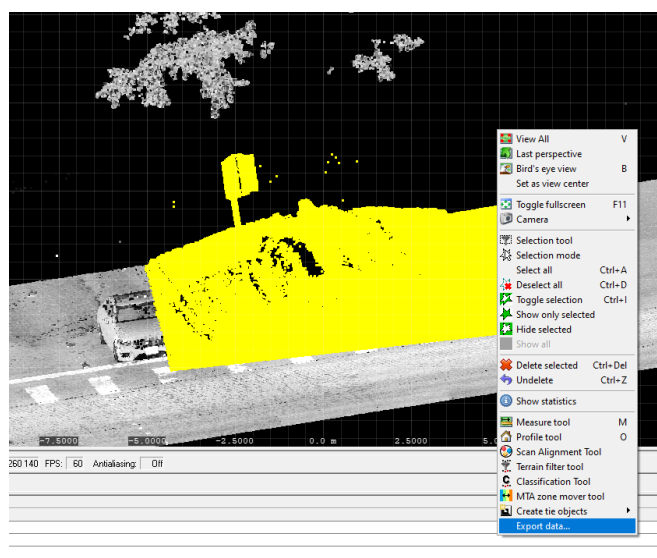 View All V
Last perspective
Bird's eye view B
Set as view center
Toggle fullscreen F11
Camera
Selection tool
Selection mode
Select all Ctrl+A
Deselect all Ctrl+D
Toggle selection Ctrl+I
Show only selected
Hide selected
Show all
Delete selected Ctrl+Del
Undelete Ctrl+Z
Show statistics
Measure tool M
Profile tool O
Scan Alignment Tool
Terrain filter tool
Classification Tool
MTA zone mover tool
Create tie objects
Export data...
-7.5000 -5.000 -2.5000 0.0 m 2.5000 5.
260 140 FPS: 60 Antialiasing: Off